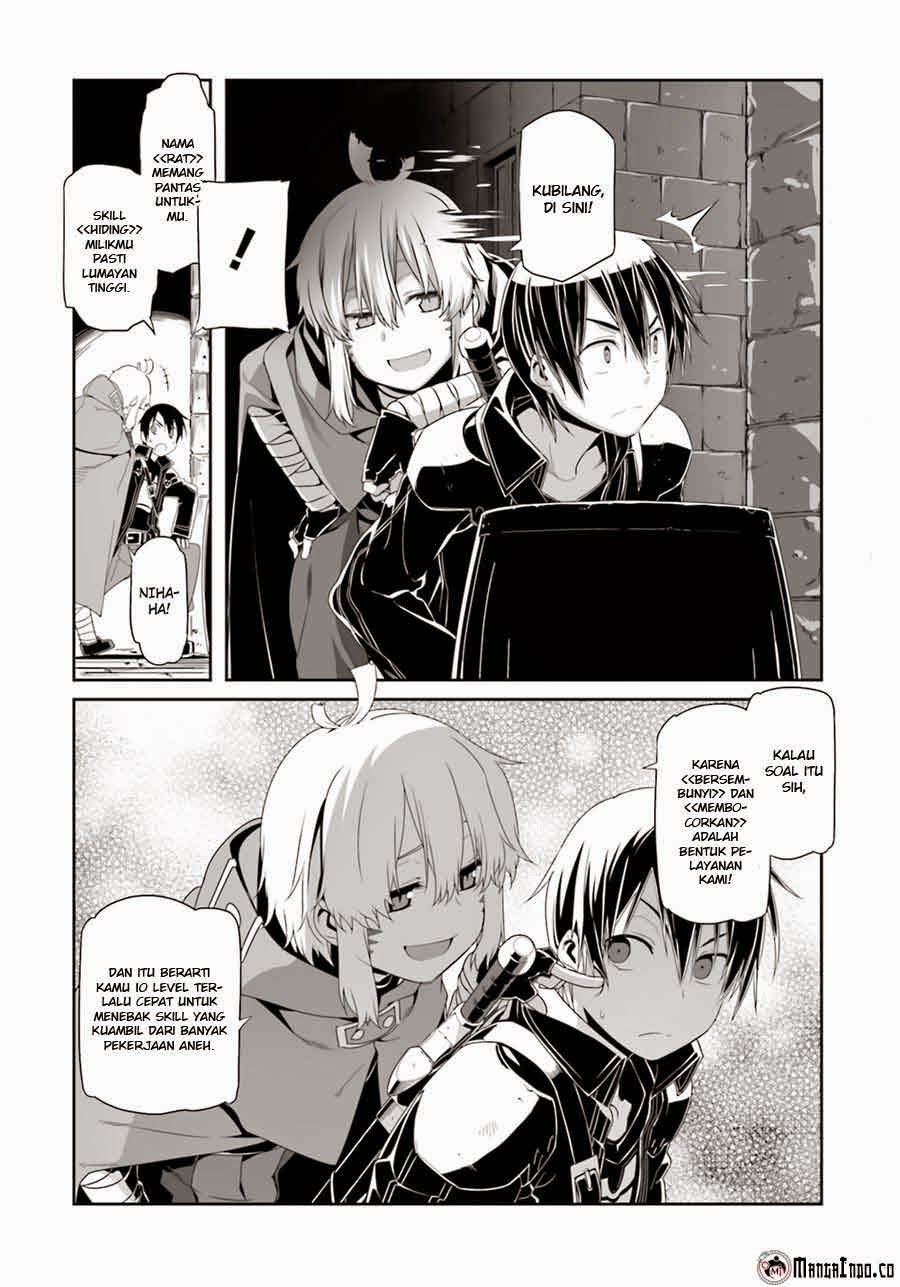 KUBILANG,
DI SINI!
!
NAMA
<<RAT>>
MEMANG
PANTAS
UNTUK-
MU.
SKILL
<<HIDING>>
MILIKMU
PASTI
LUMAYAN
TINGGI.
NIHA-
HA!
KALAU
SOAL ITU
SIH,
KARENA
<<BERSEM-
BUNYI>> DAN
<<MEMBO-
CORKAN>>
ADALAH
BENTUK PE-
LAYANAN
KAMI!
DAN ITU BERARTI
KAMU 10 LEVEL TER-
LALU CEPAT UNTUK
MENEBAK SKILL YANG
KUAMBIL DARI BANYAK
PEKERJAAN ANEH.
MANGAINDO.CO